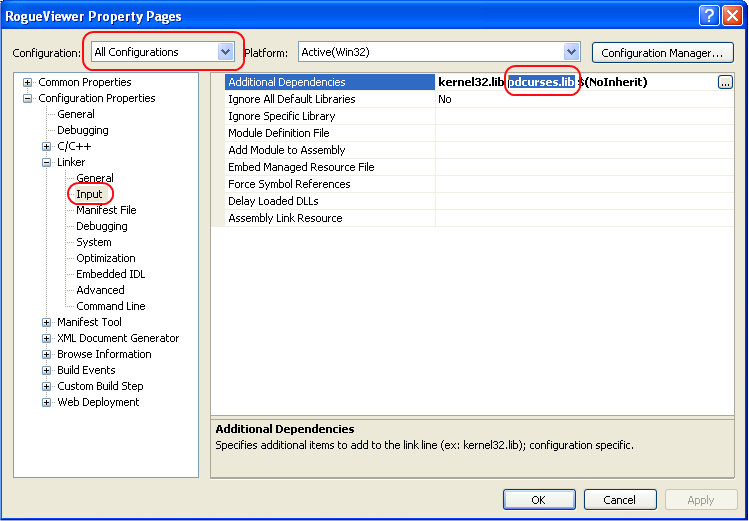 RogueViewer Property Pages
Configuration: All Configurations Platform: Active(Win32) Configuration Manager...
Common Properties
Configuration Properties
General
Debugging
C/C++
Linker
General
Input
Manifest File
Debugging
System
Optimization
Embedded IDL
Advanced
Command Line
Manifest Tool
XML Document Generator
Browse Information
Build Events
Custom Build Step
Web Deployment
Additional Dependencies kernel32.lib pdcurses.lib $(NoInherit) ...
Ignore All Default Libraries No
Ignore Specific Library
Module Definition File
Add Module to Assembly
Embed Managed Resource File
Force Symbol References
Delay Loaded DLLs
Assembly Link Resource
Additional Dependencies
Specifies additional items to add to the link line (ex: kernel32.lib); configuration specific.
OK Cancel Apply